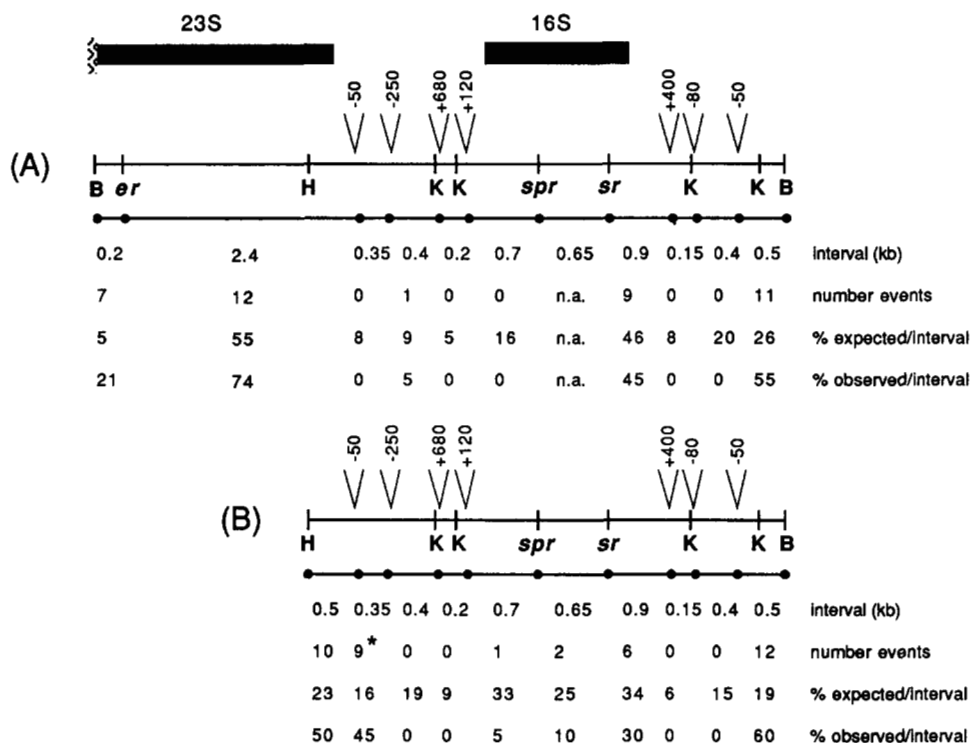 23S 16S
-50 -250 +680 +120 +400 -80 -50
(A)
B er H K K spr sr K K B
0.2 2.4 0.35 0.4 0.2 0.7 0.65 0.9 0.15 0.4 0.5 interval (kb)
7 12 0 1 0 0 n.a. 9 0 0 11 number events
5 55 8 9 5 16 n.a. 46 8 20 26 % expected/interval
21 74 0 5 0 0 n.a. 45 0 0 55 % observed/interval
-50 -250 +680 +120 +400 -80 -50
(B)
H K K spr sr K K B
0.5 0.35 0.4 0.2 0.7 0.65 0.9 0.15 0.4 0.5 interval (kb)
10 9* 0 0 1 2 6 0 0 12 number events
23 16 19 9 33 25 34 6 15 19 % expected/interval
50 45 0 0 5 10 30 0 0 60 % observed/interval